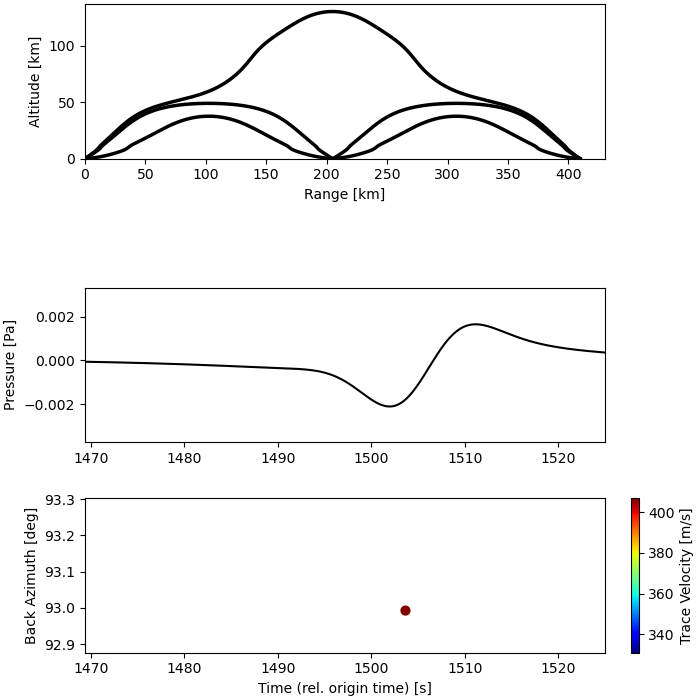 Altitude [km]
100
50
0
0 50 100 150 200 250 300 350 400
Range [km]
Pressure [Pa]
0.002
0.000
−0.002
1470 1480 1490 1500 1510 1520
Back Azimuth [deg]
93.3
93.2
93.1
93.0
92.9
1470 1480 1490 1500 1510 1520
Time (rel. origin time) [s]
400
380
360
340
Trace Velocity [m/s]